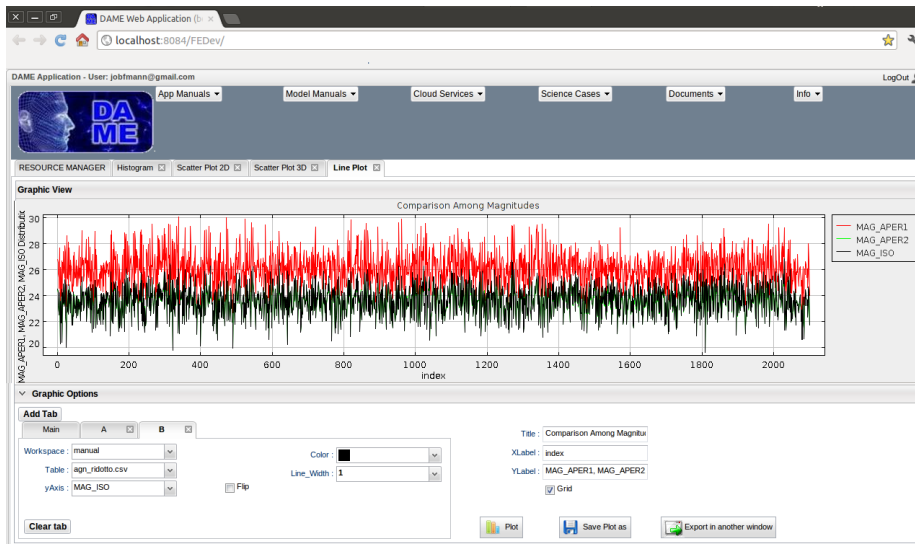 DAME Web Application (b
localhost:8084/FEDev/
DAME Application - User: jobfmann@gmail.com LogOut
DAME
App Manuals Model Manuals Cloud Services Science Cases Documents Info
RESOURCE MANAGER Histogram Scatter Plot 2D Scatter Plot 3D Line Plot
Graphic View
Comparison Among Magnitudes
MAG_APER1, MAG_APER2, MAG_ISO Distributi
30
28
26
24
22
20
0 200 400 600 800 1000 1200 1400 1600 1800 2000
index
MAG_APER1
MAG_APER2
MAG_ISO
Graphic Options
Add Tab
Main A B
Workspace : manual
Table : agn_ridotto.csv
yAxis : MAG_ISO
Flip
Color :
Line_Width : 1
Clear tab
Title : Comparison Among Magnitu
XLabel : index
YLabel : MAG_APER1, MAG_APER2
Grid
Plot Save Plot as Export in another window